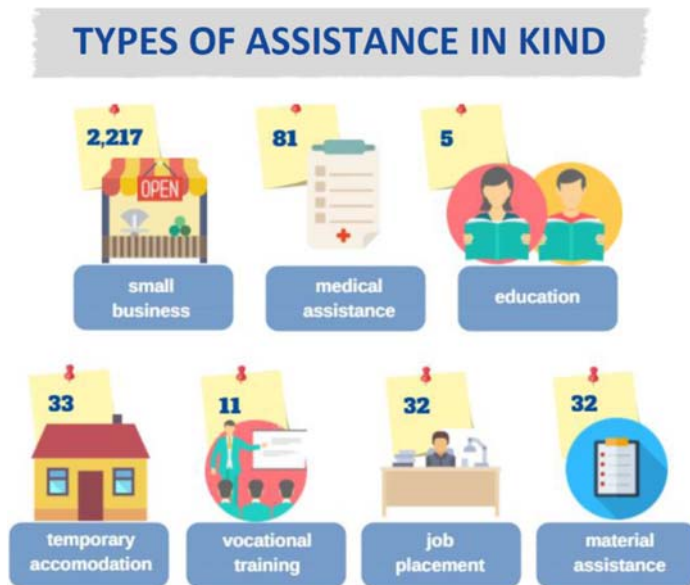 TYPES OF ASSISTANCE IN KIND
2,217
81
5
OPEN
small
business
medical
assistance
education
33
11
32
32
temporary
accomodation
vocational
training
job
placement
material
assistance